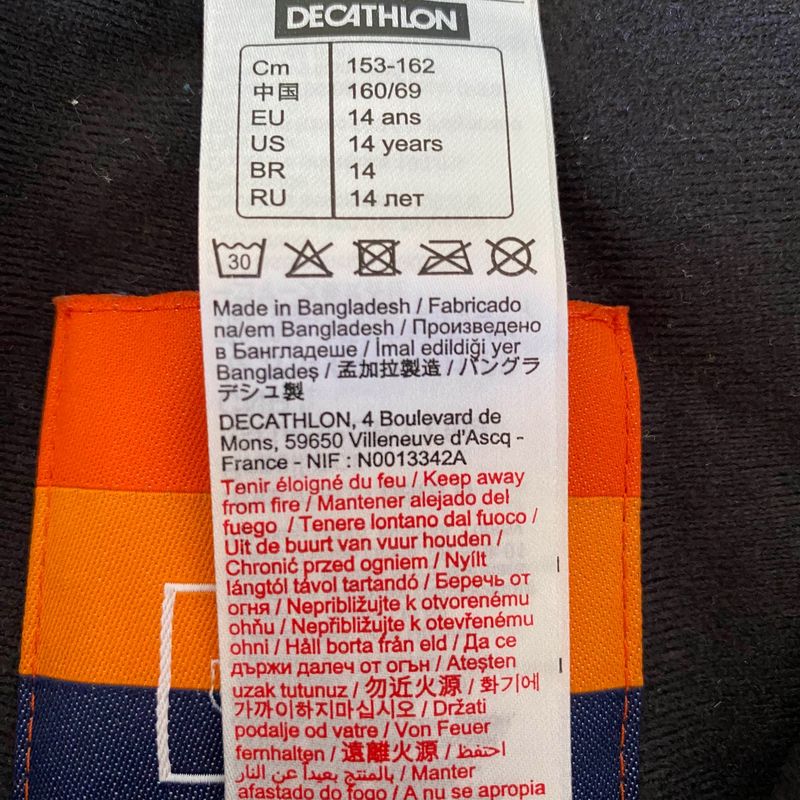 DECATHLON
Cm 153-162
中国 160/69
EU 14 ans
US 14 years
BR 14
RU 14 лет
30
Made in Bangladesh / Fabricado
na/em Bangladesh / Произведено
в Бангладеше / İmal edildiği yer
Bangladeş / 孟加拉製造 / バングラ
デシュ製
DECATHLON, 4 Boulevard de
Mons, 59650 Villeneuve d'Ascq -
France - NIF : N0013342A
Tenir éloigné du feu / Keep away
from fire / Mantener alejado del
fuego / Tenere lontano dal fuoco /
Uit de buurt van vuur houden /
Chronić przed ogniem / Nyílt
lángtól távol tartandó / Беречь от
огня / Nepribližujte k otvorenému
ohňu / Nepřibližujte k otevřenému
ohni / Håll borta från eld / Да се
държи далеч от огън / Ateşten
uzak tutunuz / 勿近火源 / 화기에
가까이하지마십시오 / Držati
podalje od vatre / Von Feuer
fernhalten / 遠離火源 / احتفظ
بالمنتج بعيداً عن النار / Manter
afastado do fogo / A nu se apropia